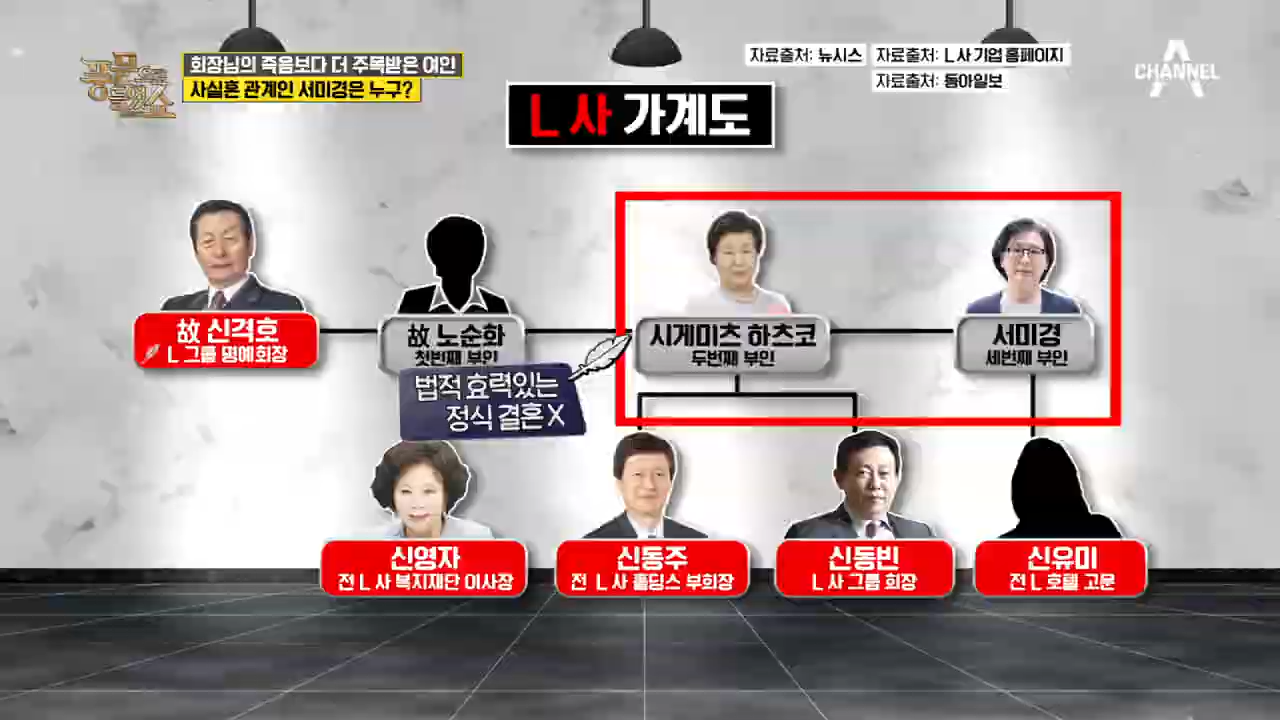 풍문으로
들었쇼
회장님의 죽음보다 더 주목받은 여인
사실혼 관계인 서미경은 누구?
자료출처: 뉴시스
자료출처: L 사 기업 홈페이지
자료출처: 동아일보
CHANNEL A
L 사 가계도
故 신격호
L 그룹 명예회장
故 노순화
첫번째 부인
시게미츠 하츠코
두번째 부인
서미경
세번째 부인
법적 효력있는
정식 결혼 X
신영자
전 L 사 복지재단 이사장
신동주
전 L 사 홀딩스 부회장
신동빈
L 사 그룹 회장
신유미
전 L 호텔 고문